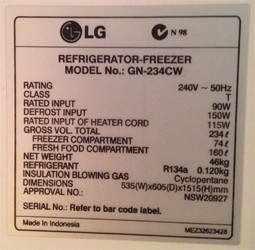 LG N 98
REFRIGERATOR-FREEZER
MODEL No.: GN-234CW
RATING 240V ~ 50Hz
CLASS T
RATED INPUT 90W
DEFROST INPUT 150W
RATED INPUT OF HEATER CORD 115W
GROSS VOL. TOTAL 234ℓ
FREEZER COMPARTMENT 74ℓ
FRESH FOOD COMPARTMENT 160ℓ
NET WEIGHT 46kg
REFRIGERANT R134a 0.120kg
INSULATION BLOWING GAS Cyclopentane
DIMENSIONS 535(W)x605(D)x1515(H)mm
APPROVAL NO.: NSW20927
SERIAL No.: Refer to bar code label.
Made In Indonesia MEZ32623428